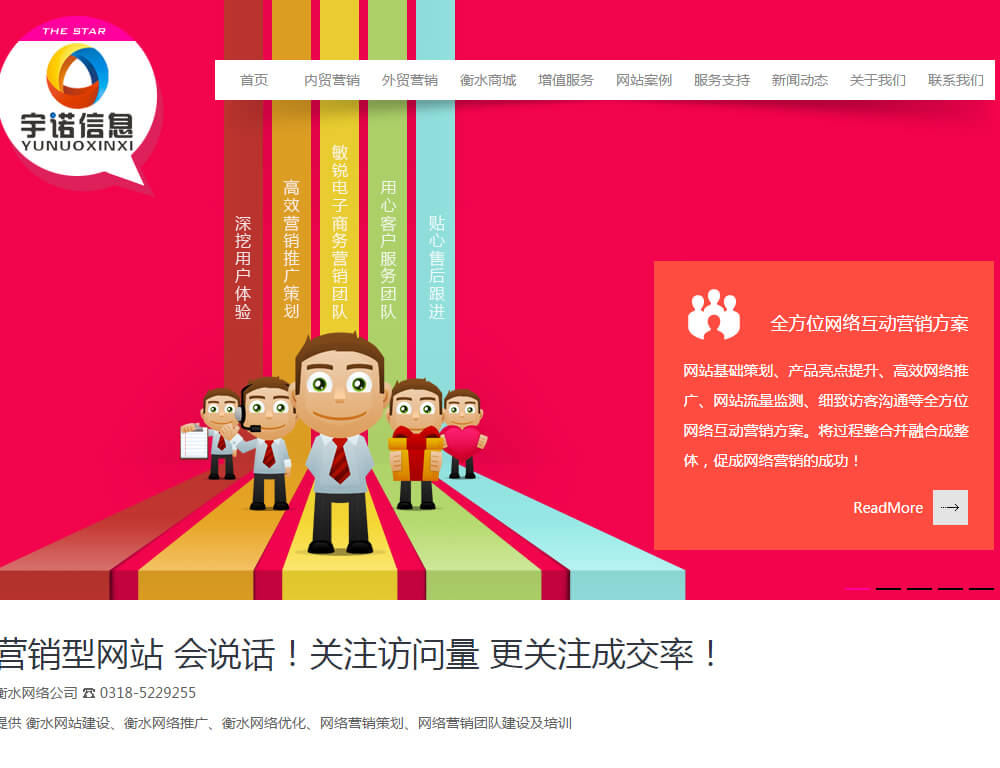 THE STAR
宇诺信息
YUNUOXINXI
首页 内贸营销 外贸营销 衡水商城 增值服务 网站案例 服务支持 新闻动态 关于我们 联系我们
深挖用户体验
高效营销推广策划
敏锐电子商务营销团队
用心客户服务团队
贴心售后跟进
全方位网络互动营销方案
网站基础策划、产品亮点提升、高效网络推
广、网站流量监测、细致访客沟通等全方位
网络互动营销方案。将过程整合并融合成整
体，促成网络营销的成功！
ReadMore
营销型网站 会说话！关注访问量 更关注成交率！
衡水网络公司 ☎ 0318-5229255
提供 衡水网站建设、衡水网络推广、衡水网络优化、网络营销策划、网络营销团队建设及培训